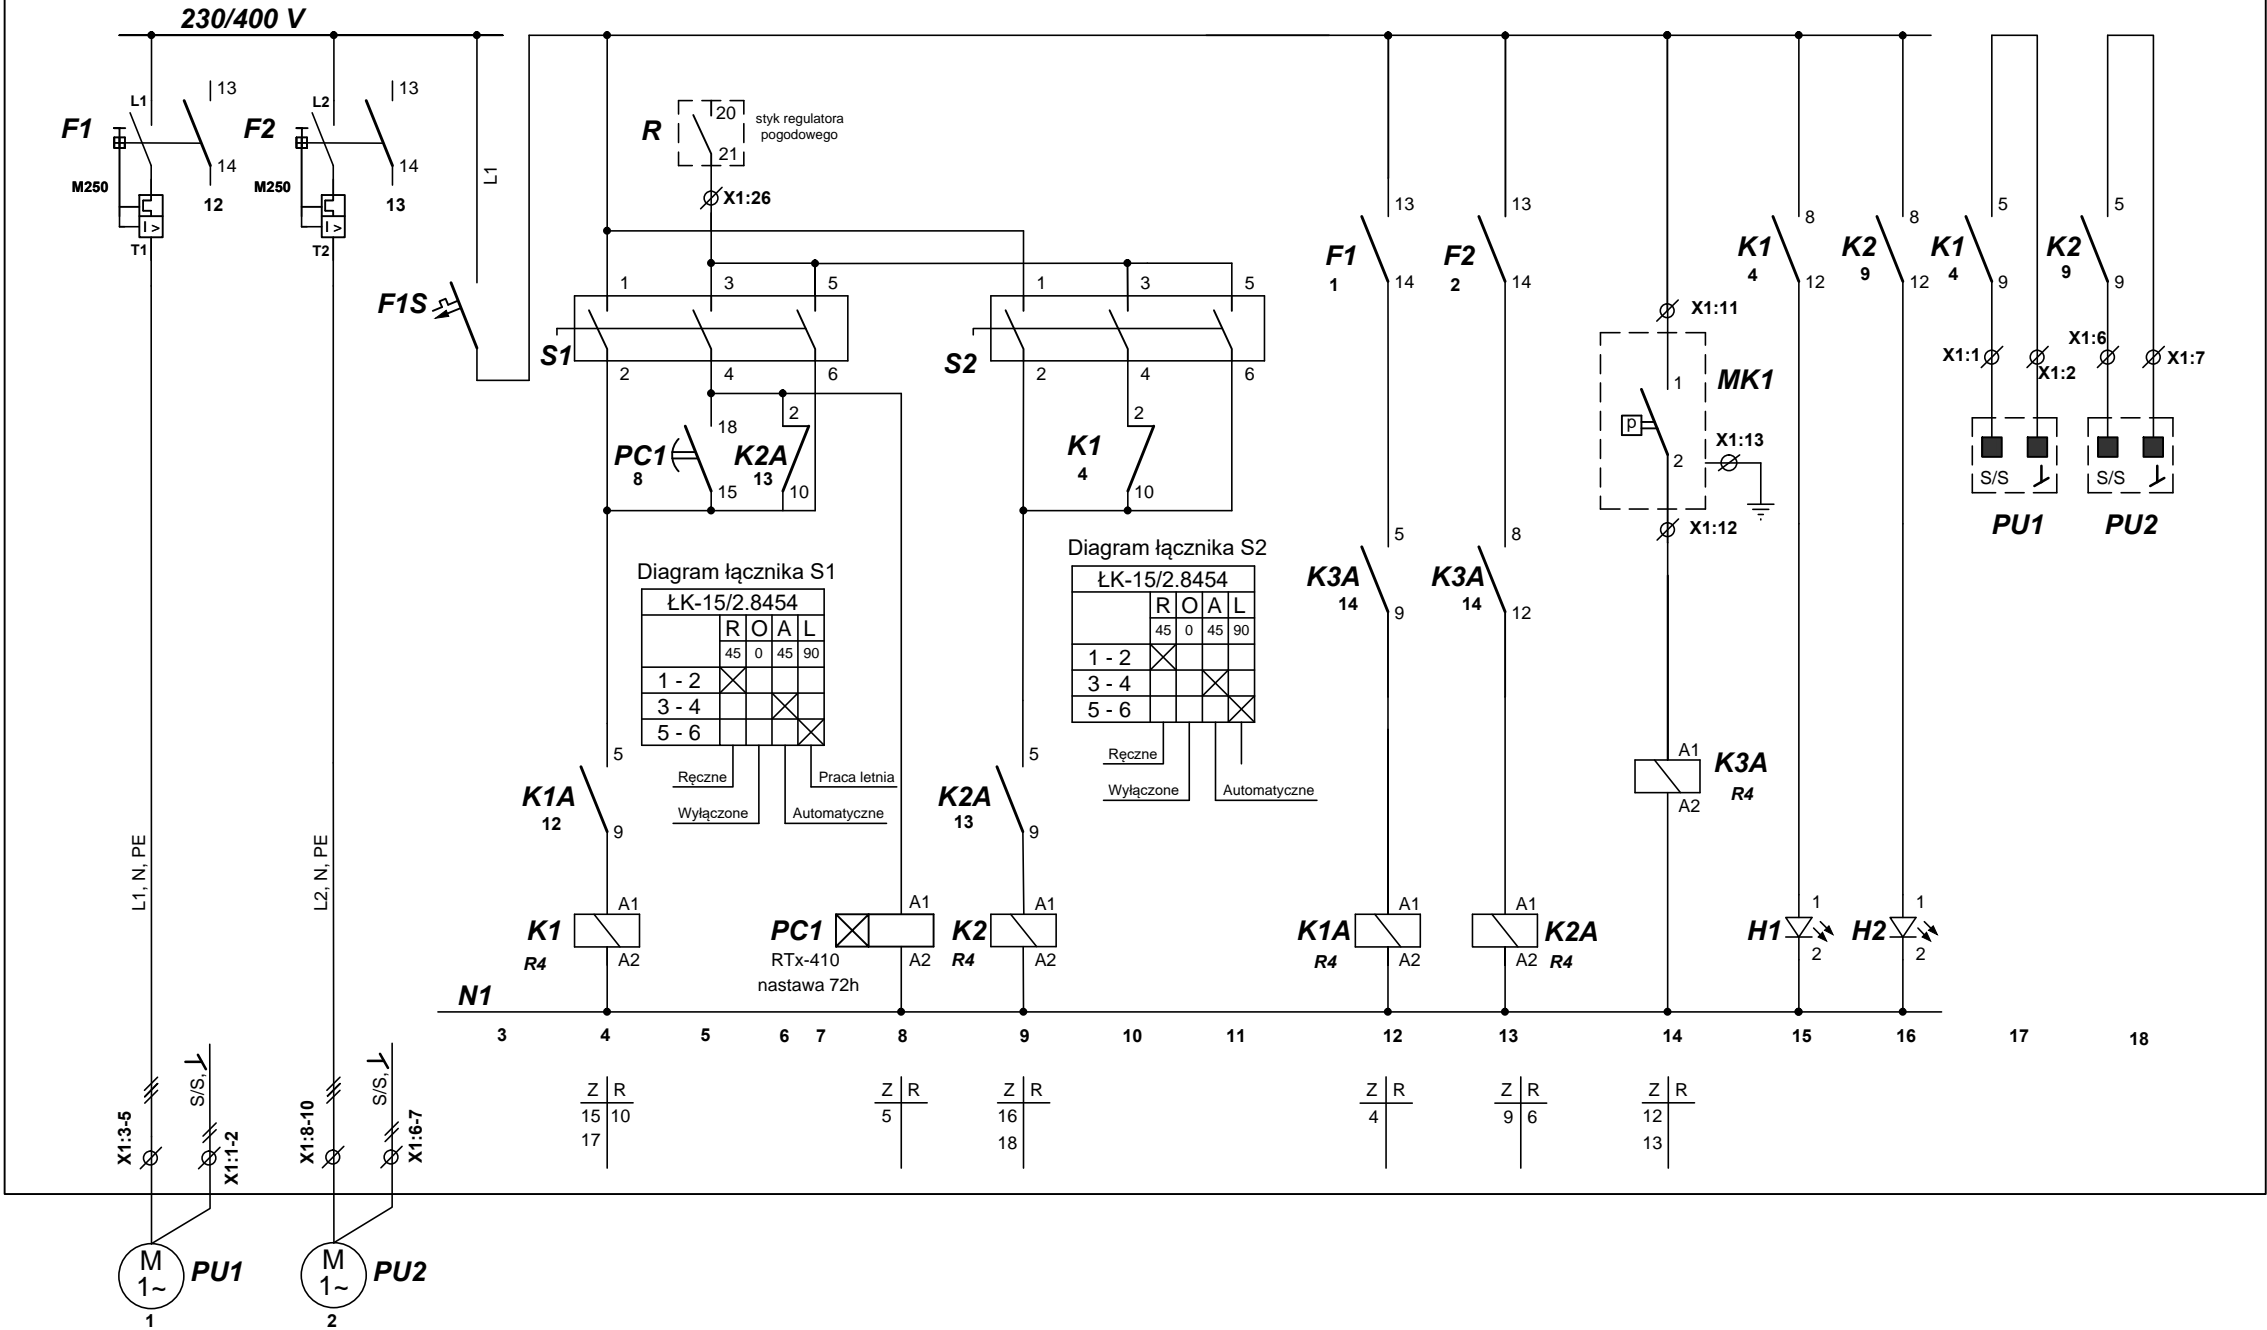 230/400 V
F1
L1
13
14
M250
12
T1
F2
L2
13
14
M250
13
T2
I >
I >
L1
F1S
R
20
21
styk regulatora
pogodowego
X1:26
1
3
5
S1
2
4
6
1
3
5
S2
2
4
6
PC1
8
18
15
K2A
13
2
10
K1
4
2
10
Diagram łącznika S1
ŁK-15/2.8454
R O A L
45 0 45 90
1 - 2
3 - 4
5 - 6
Ręczne
Praca letnia
Wyłączone
Automatyczne
Diagram łącznika S2
ŁK-15/2.8454
R O A L
45 0 45 90
1 - 2
3 - 4
5 - 6
Ręczne
Wyłączone
Automatyczne
K1A
12
5
9
K2A
13
5
9
K1
R4
A1
A2
PC1
RTx-410
nastawa 72h
A1
A2
K2
R4
A1
A2
F1
1
13
14
F2
2
13
14
K3A
14
5
9
K3A
14
8
12
K1A
R4
A1
A2
K2A
R4
A1
A2
X1:11
MK1
1
p
2
X1:13
X1:12
K3A
R4
A1
A2
K1
4
8
12
K2
9
8
12
K1
4
5
9
K2
9
5
9
X1:1
X1:2
X1:6
X1:7
S/S
S/S
PU1
PU2
H1
1
2
H2
1
2
N1
3 4 5 6 7 8 9 10 11 12 13 14 15 16 17 18
Z R
15 10
17
Z R
5
Z R
16
18
Z R
4
Z R
9 6
Z R
12
13
L1, N, PE
L2, N, PE
S/S,
S/S,
X1:3-5
X1:1-2
X1:8-10
X1:6-7
M
1~
PU1
1
M
1~
PU2
2